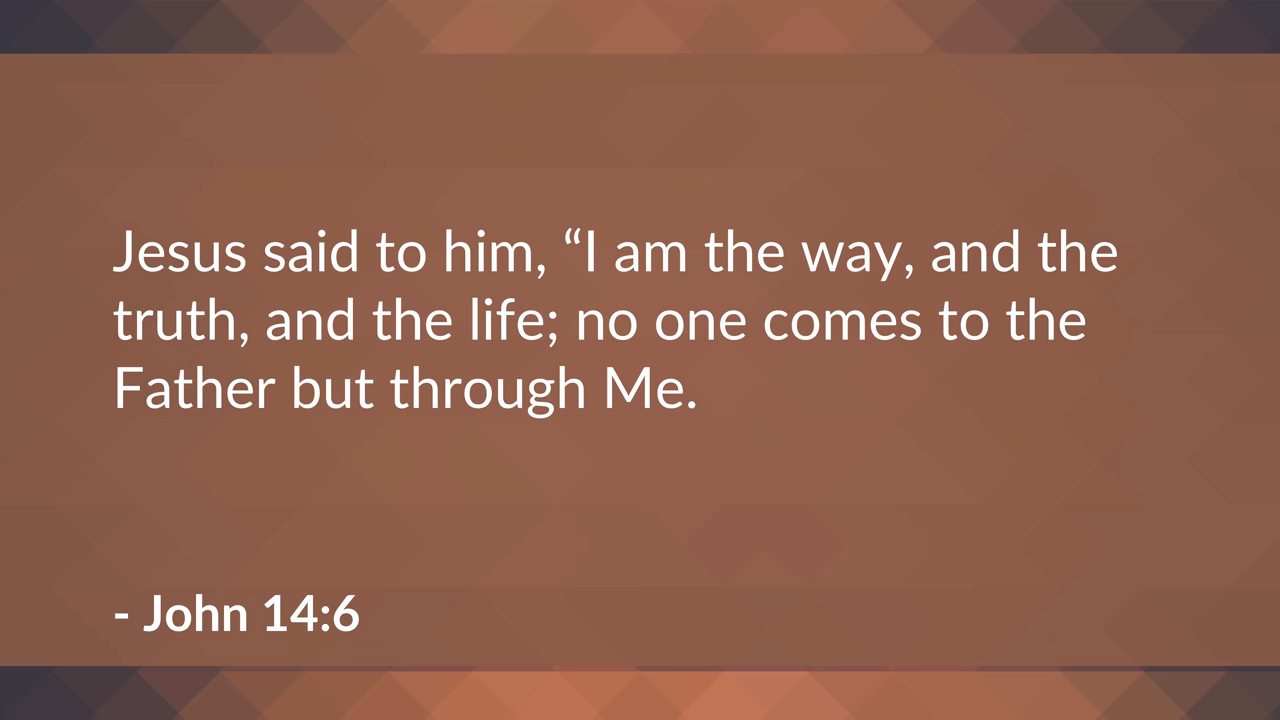 Jesus said to him, “I am the way, and the
truth, and the life; no one comes to the
Father but through Me.
- John 14:6